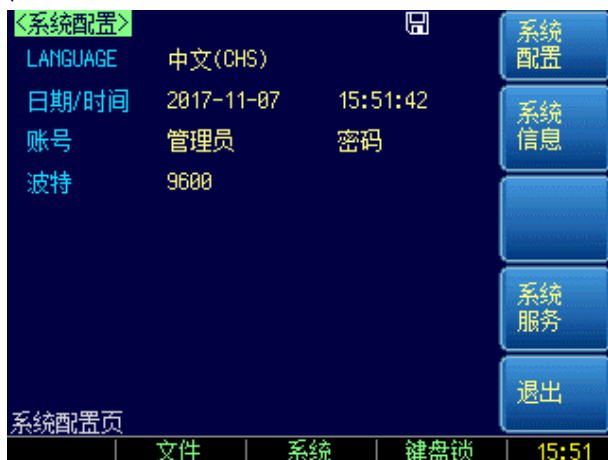 <系统配置>
LANGUAGE 中文(CHS)
日期/时间 2017-11-07 15:51:42
账号 管理员 密码
波特 9600
系统配置页
系统
配置
系统
信息
系统
服务
退出
文件 系统 键盘锁 15:51